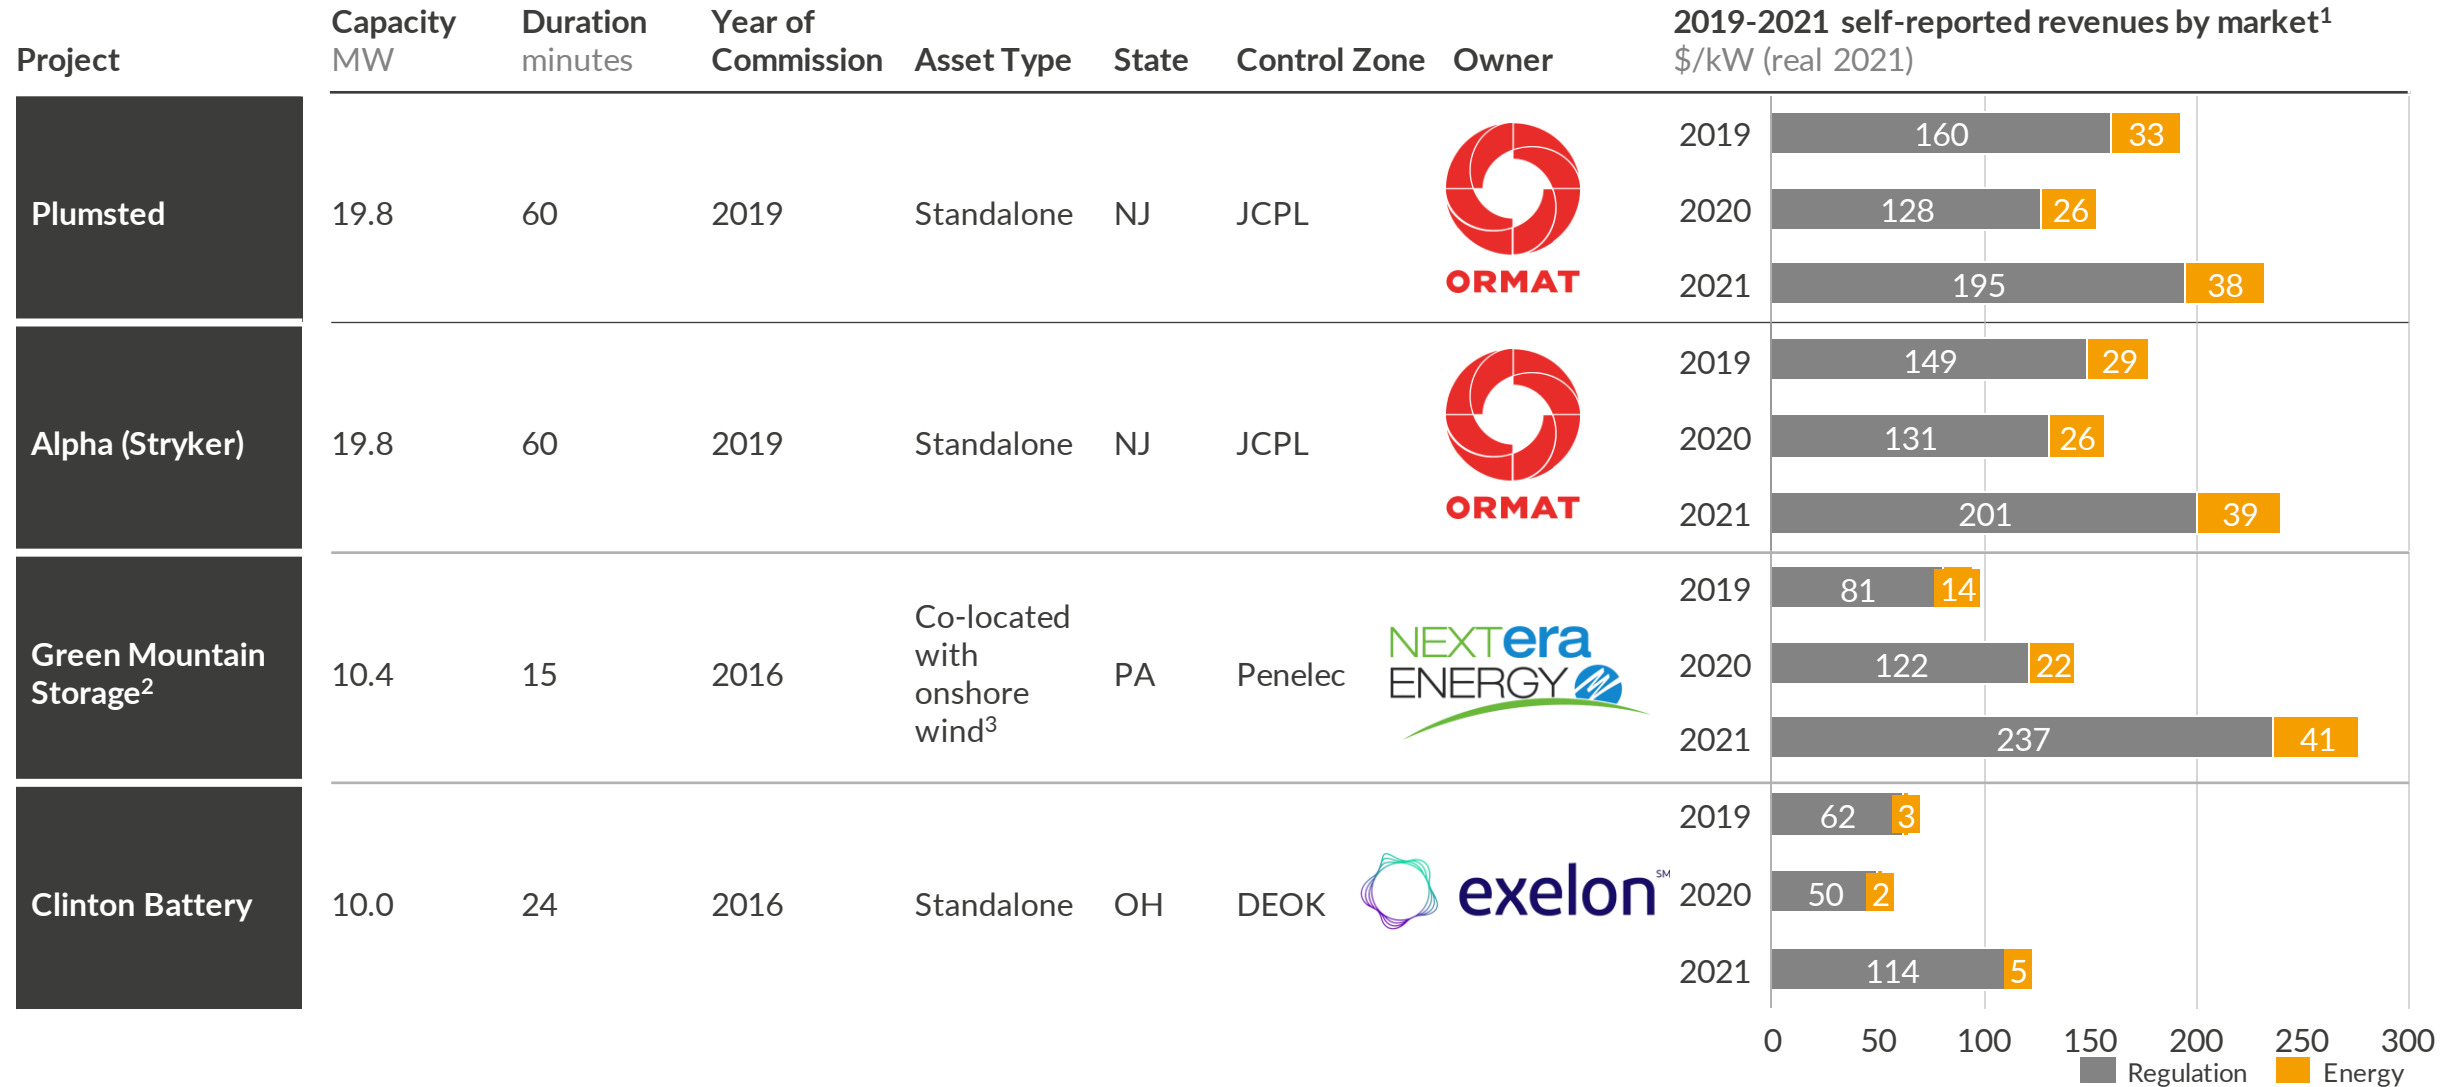 Project
Capacity
MW
Duration
minutes
Year of
Commission
Asset Type
State
Control Zone
Owner
2019-2021 self-reported revenues by market¹
$/kW (real 2021)
Plumsted
19.8
60
2019
Standalone
NJ
JCPL
ORMAT
2019 160 33
2020 128 26
2021 195 38
Alpha (Stryker)
19.8
60
2019
Standalone
NJ
JCPL
ORMAT
2019 149 29
2020 131 26
2021 201 39
Green Mountain
Storage²
10.4
15
2016
Co-located
with
onshore
wind³
PA
Penelec
NEXTera
ENERGY
2019 81 14
2020 122 22
2021 237 41
Clinton Battery
10.0
24
2016
Standalone
OH
DEOK
exelon℠
2019 62 3
2020 50 2
2021 114 5
0 50 100 150 200 250 300
Regulation Energy